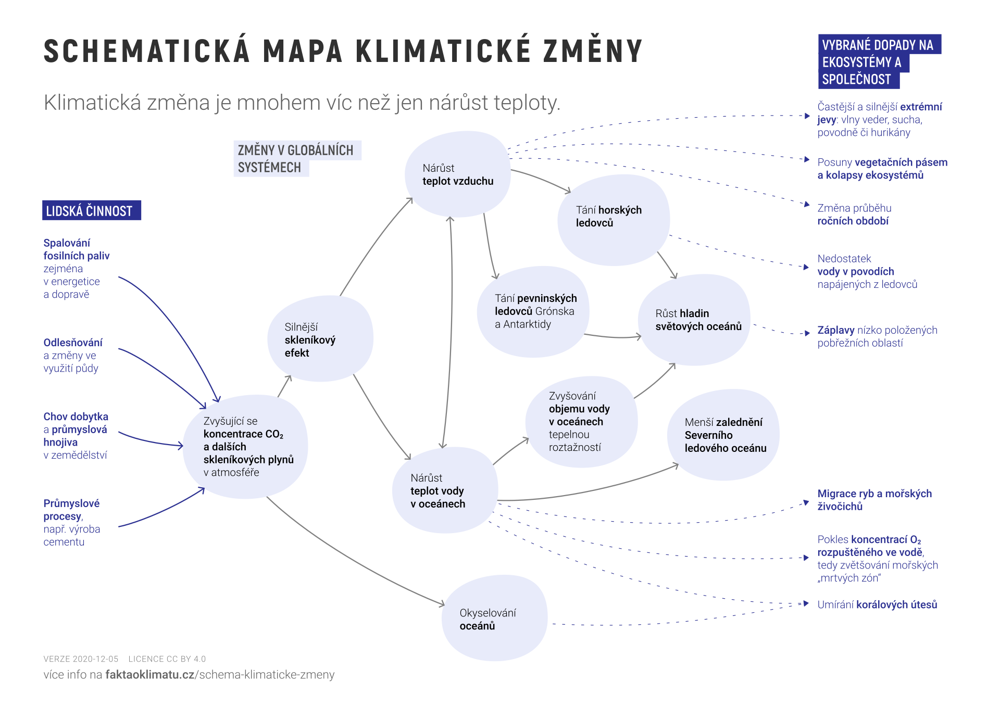 SCHEMATICKÁ MAPA KLIMATICKÉ ZMĚNY
Klimatická změna je mnohem víc než jen nárůst teploty.
LIDSKÁ ČINNOST
Spalování
fosilních paliv
zejména
v energetice
a dopravě
Odlesňování
a změny ve
využití půdy
Chov dobytka
a průmyslová
hnojiva
v zemědělství
Průmyslové
procesy,
např. výroba
cementu
ZMĚNY V GLOBÁLNÍCH
SYSTÉMECH
Zvyšující se
koncentrace CO₂
a dalších
skleníkových plynů
v atmosféře
Silnější
skleníkový
efekt
Nárůst
teplot vzduchu
Tání horských
ledovců
Tání pevninských
ledovců Grónska
a Antarktidy
Růst hladin
světových oceánů
Zvyšování
objemu vody
v oceánech
tepelnou
roztažností
Menší zalednění
Severního
ledového oceánu
Nárůst
teplot vody
v oceánech
Okyselování
oceánů
VYBRANÉ DOPADY NA
EKOSYSTÉMY A
SPOLEČNOST
Častější a silnější extrémní
jevy: vlny veder, sucha,
povodně či hurikány
Posuny vegetačních pásem
a kolapsy ekosystémů
Změna průběhu
ročních období
Nedostatek
vody v povodích
napájených z ledovců
Záplavy nízko položených
pobřežních oblastí
Migrace ryb a mořských
živočichů
Pokles koncentrací O₂
rozpuštěného ve vodě,
tedy zvětšování mořských
„mrtvých zón“
Umírání korálových útesů
VERZE 2020-12-05 LICENCE CC BY 4.0
více info na faktaoklimatu.cz/schema-klimaticke-zmeny